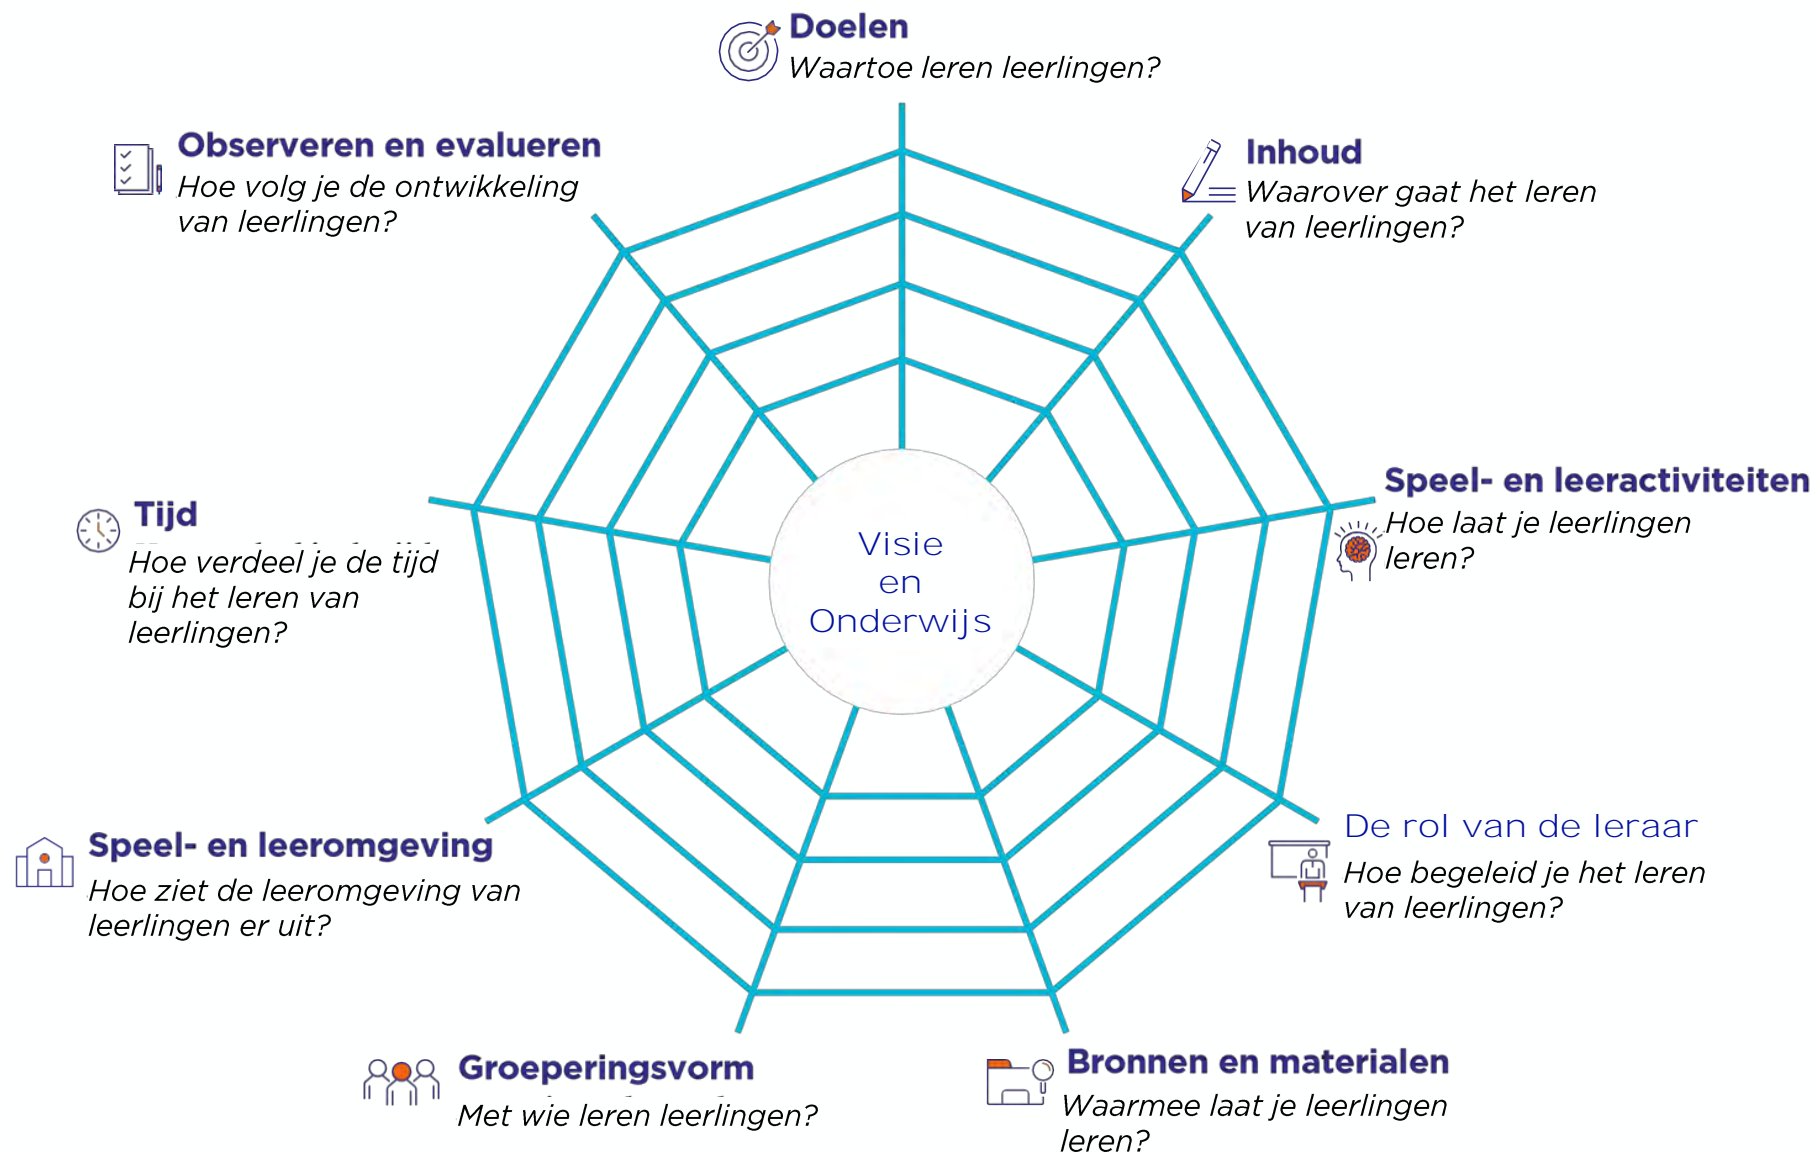 Doelen
Waartoe leren leerlingen?
Inhoud
Waarover gaat het leren
van leerlingen?
Speel- en leeractiviteiten
Hoe laat je leerlingen
leren?
De rol van de leraar
Hoe begeleid je het leren
van leerlingen?
Bronnen en materialen
Waarmee laat je leerlingen
leren?
Groeperingsvorm
Met wie leren leerlingen?
Speel- en leeromgeving
Hoe ziet de leeromgeving van
leerlingen er uit?
Tijd
Hoe verdeel je de tijd
bij het leren van
leerlingen?
Observeren en evalueren
Hoe volg je de ontwikkeling
van leerlingen?
Visie
en
Onderwijs